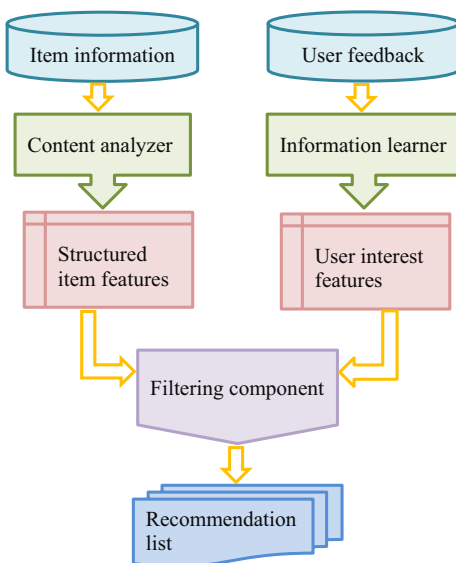 Item information
User feedback
Content analyzer
Information learner
Structured
item features
User interest
features
Filtering component
Recommendation
list